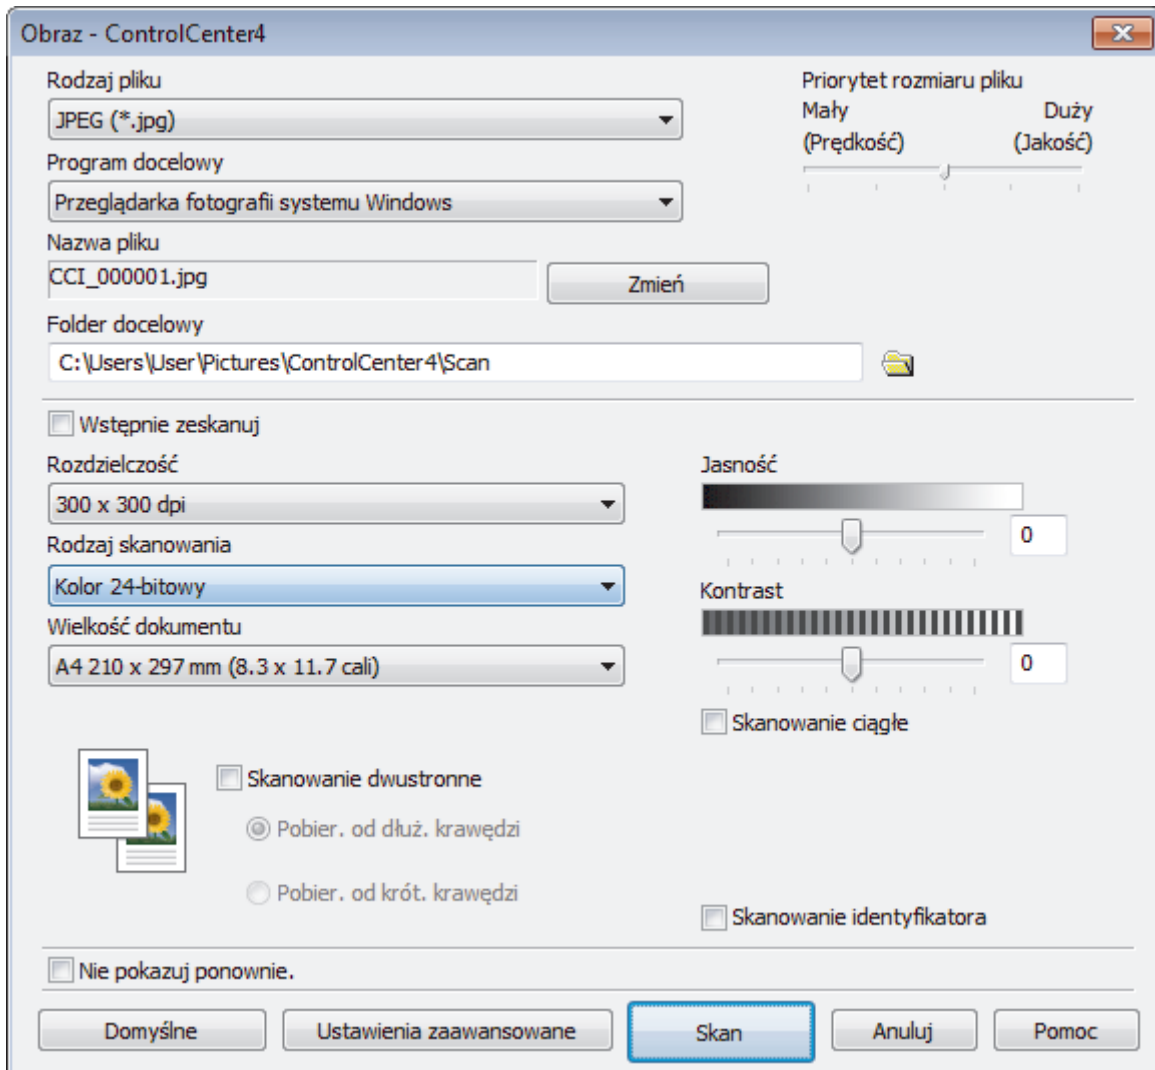 Obraz - ControlCenter4
Rodzaj pliku
JPEG (*.jpg)
Priorytet rozmiaru pliku
Mały Duży
(Prędkość) (Jakość)
Program docelowy
Przeglądarka fotografii systemu Windows
Nazwa pliku
CCI_000001.jpg
Zmień
Folder docelowy
C:\Users\User\Pictures\ControlCenter4\Scan
Wstępnie zeskanuj
Rozdzielczość
300 x 300 dpi
Rodzaj skanowania
Kolor 24-bitowy
Wielkość dokumentu
A4 210 x 297 mm (8.3 x 11.7 cali)
Jasność
0
Kontrast
0
Skanowanie ciągłe
Skanowanie dwustronne
Pobier. od dłuż. krawędzi
Pobier. od krót. krawędzi
Skanowanie identyfikatora
Nie pokazuj ponownie.
Domyślne Ustawienia zaawansowane Skan Anuluj Pomoc